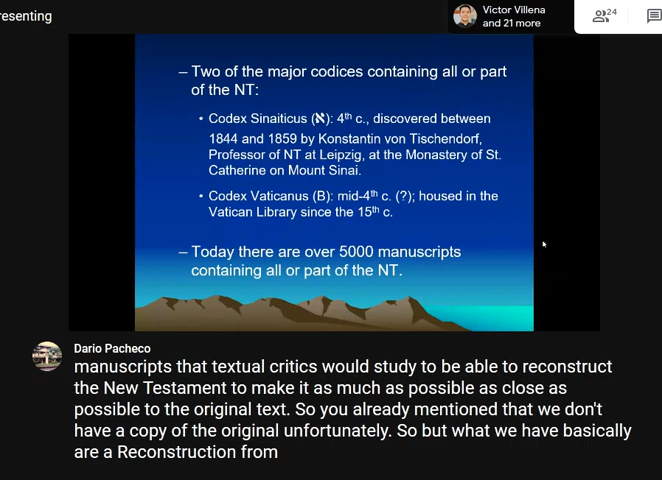 resenting
Victor Villena
and 21 more
24
– Two of the major codices containing all or part
of the NT:
• Codex Sinaiticus (א): 4th c., discovered between
1844 and 1859 by Konstantin von Tischendorf,
Professor of NT at Leipzig, at the Monastery of St.
Catherine on Mount Sinai.
• Codex Vaticanus (B): mid-4th c. (?); housed in the
Vatican Library since the 15th c.
– Today there are over 5000 manuscripts
containing all or part of the NT.
Dario Pacheco
manuscripts that textual critics would study to be able to reconstruct
the New Testament to make it as much as possible as close as
possible to the original text. So you already mentioned that we don't
have a copy of the original unfortunately. So but what we have basically
are a Reconstruction from